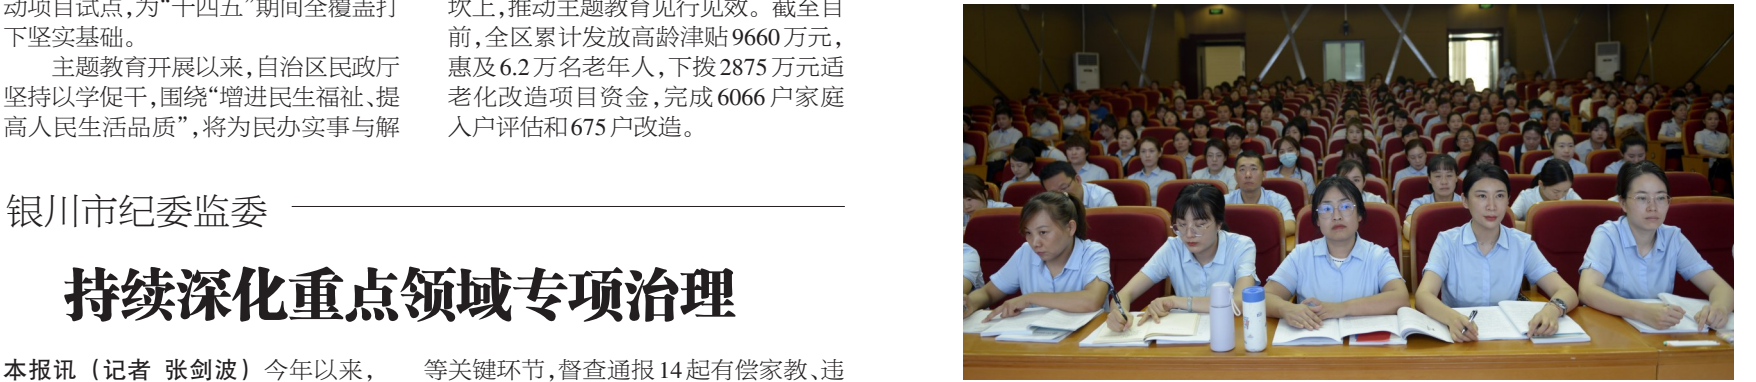 动项目试点,为“十四五”期间全覆盖打
下坚实基础。
主题教育开展以来,自治区民政厅
坚持以学促干,围绕“增进民生福祉、提
高人民生活品质”,将为民办实事与解
坎上,推动主题教育见行见效。截至目
前,全区累计发放高龄津贴9660万元,
惠及6.2万名老年人,下拨2875万元适
老化改造项目资金,完成6066户家庭
入户评估和675户改造。
银川市纪委监委
持续深化重点领域专项治理
本报讯(记者 张剑波)今年以来,
等关键环节,督查通报14起有偿家教、违